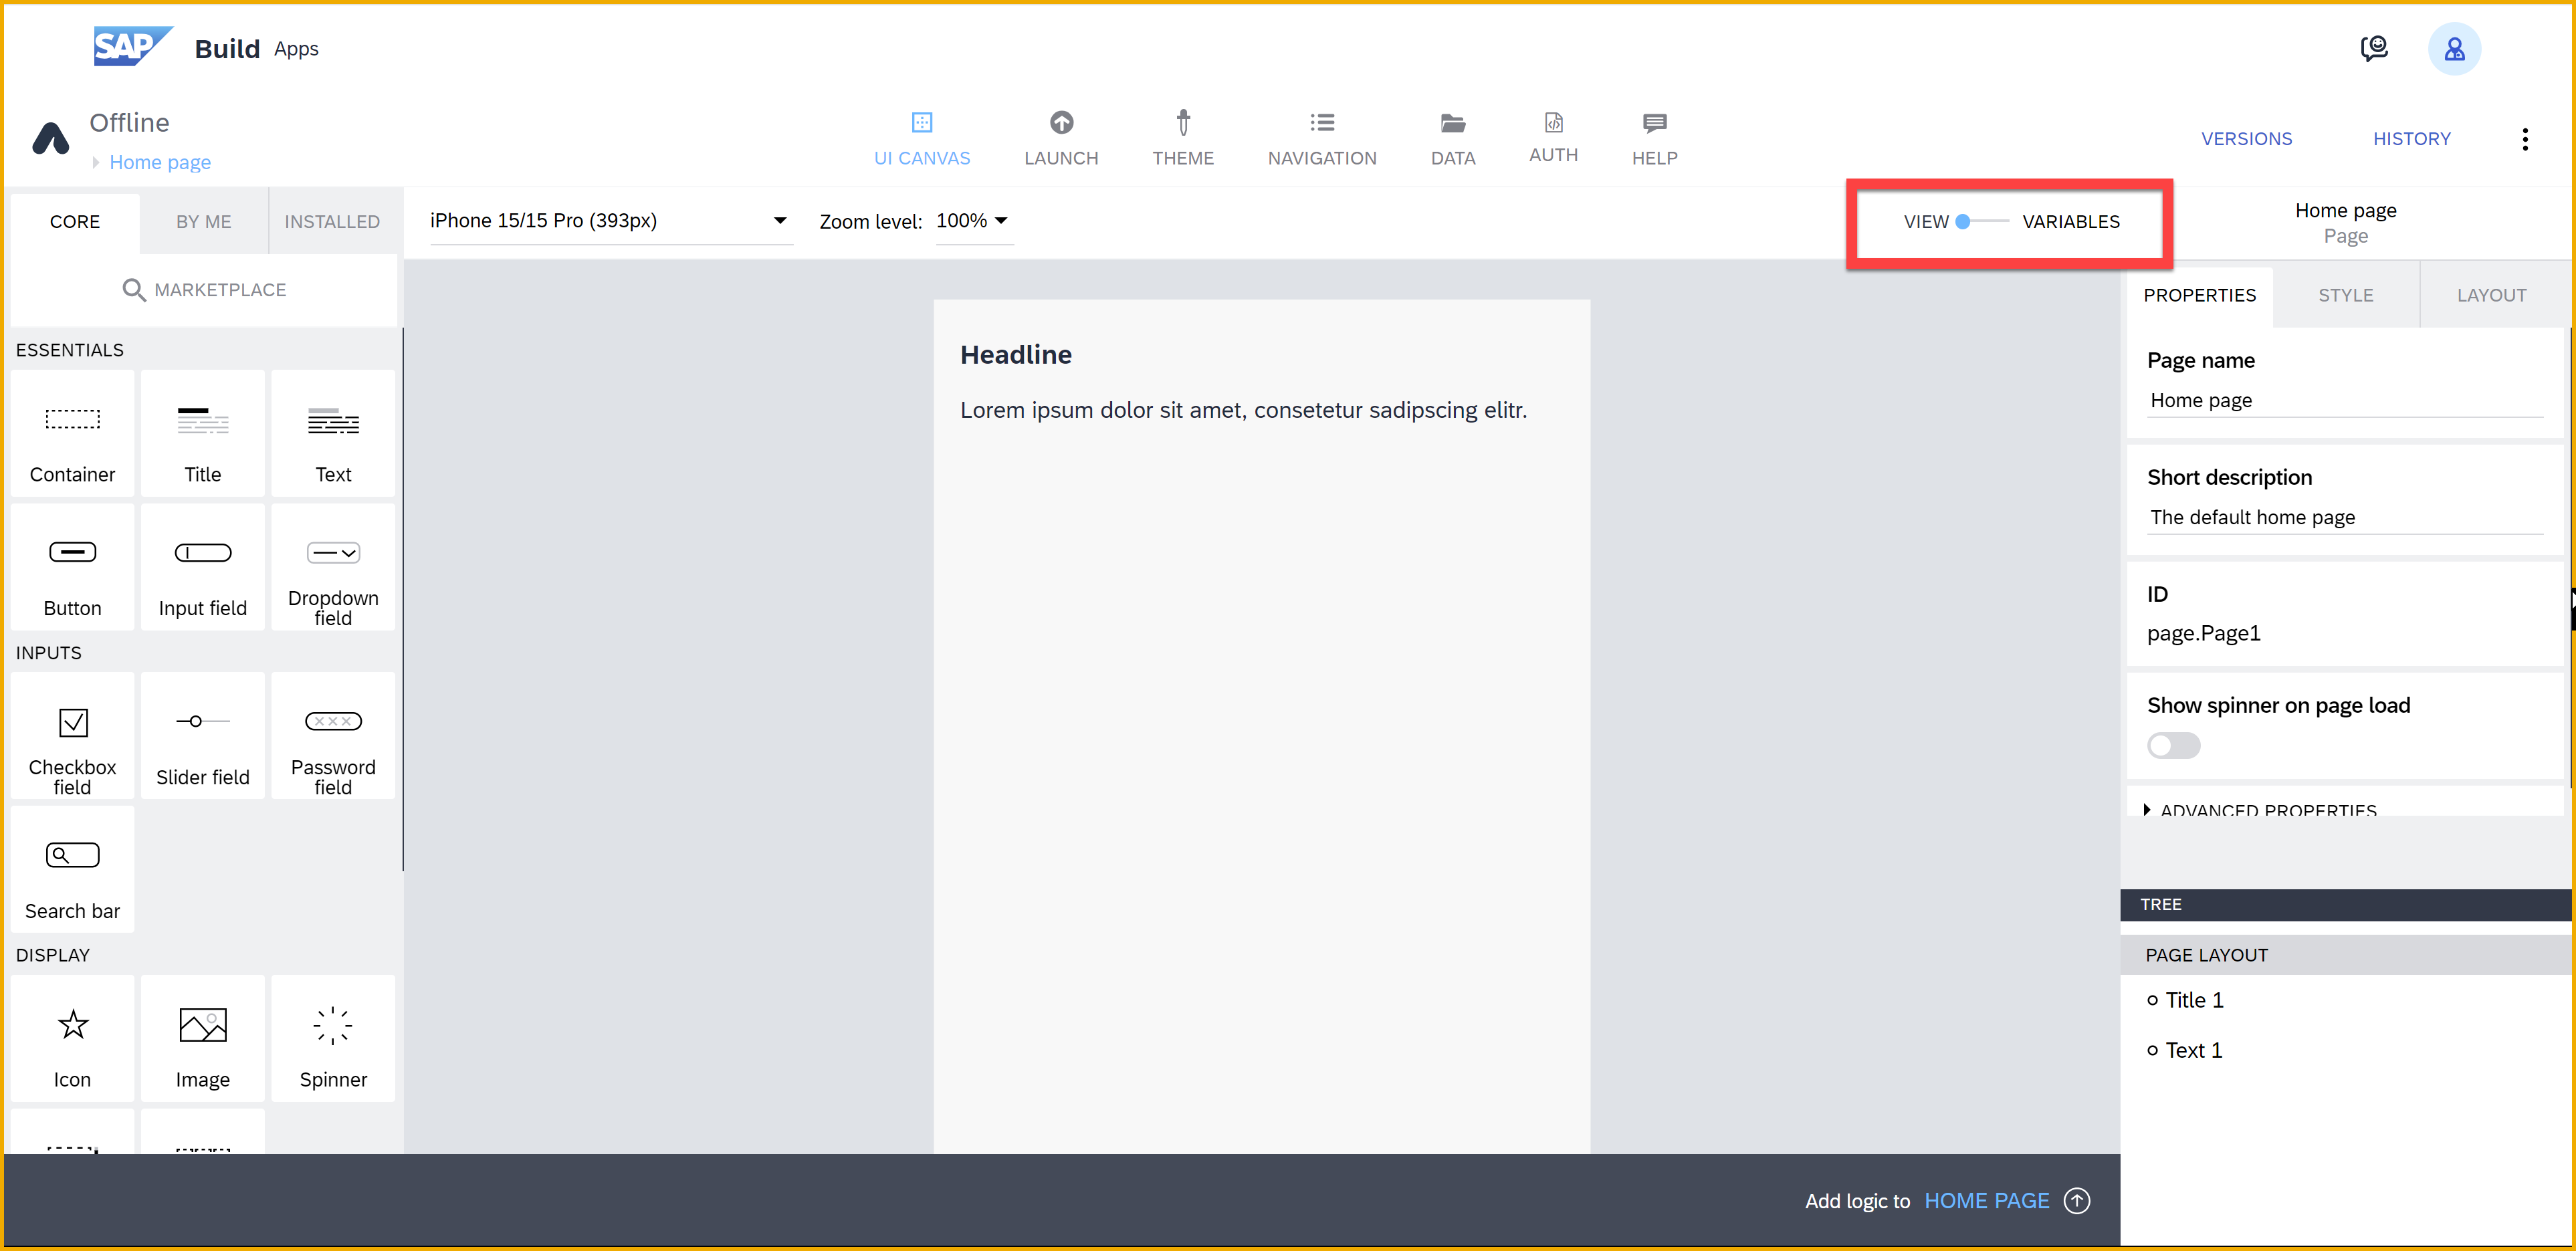 SAP Build Apps
Offline
Home page
UI CANVAS
LAUNCH
THEME
NAVIGATION
DATA
AUTH
HELP
VERSIONS
HISTORY
CORE
BY ME
INSTALLED
iPhone 15/15 Pro (393px)
Zoom level: 100%
VIEW
VARIABLES
Home page
Page
MARKETPLACE
ESSENTIALS
Container
Title
Text
Button
Input field
Dropdown
field
INPUTS
Checkbox
field
Slider field
Password
field
Search bar
DISPLAY
Icon
Image
Spinner
Headline
Lorem ipsum dolor sit amet, consetetur sadipscing elitr.
Add logic to HOME PAGE
PROPERTIES
STYLE
LAYOUT
Page name
Home page
Short description
The default home page
ID
page.Page1
Show spinner on page load
ADVANCED PROPERTIES
TREE
PAGE LAYOUT
Title 1
Text 1